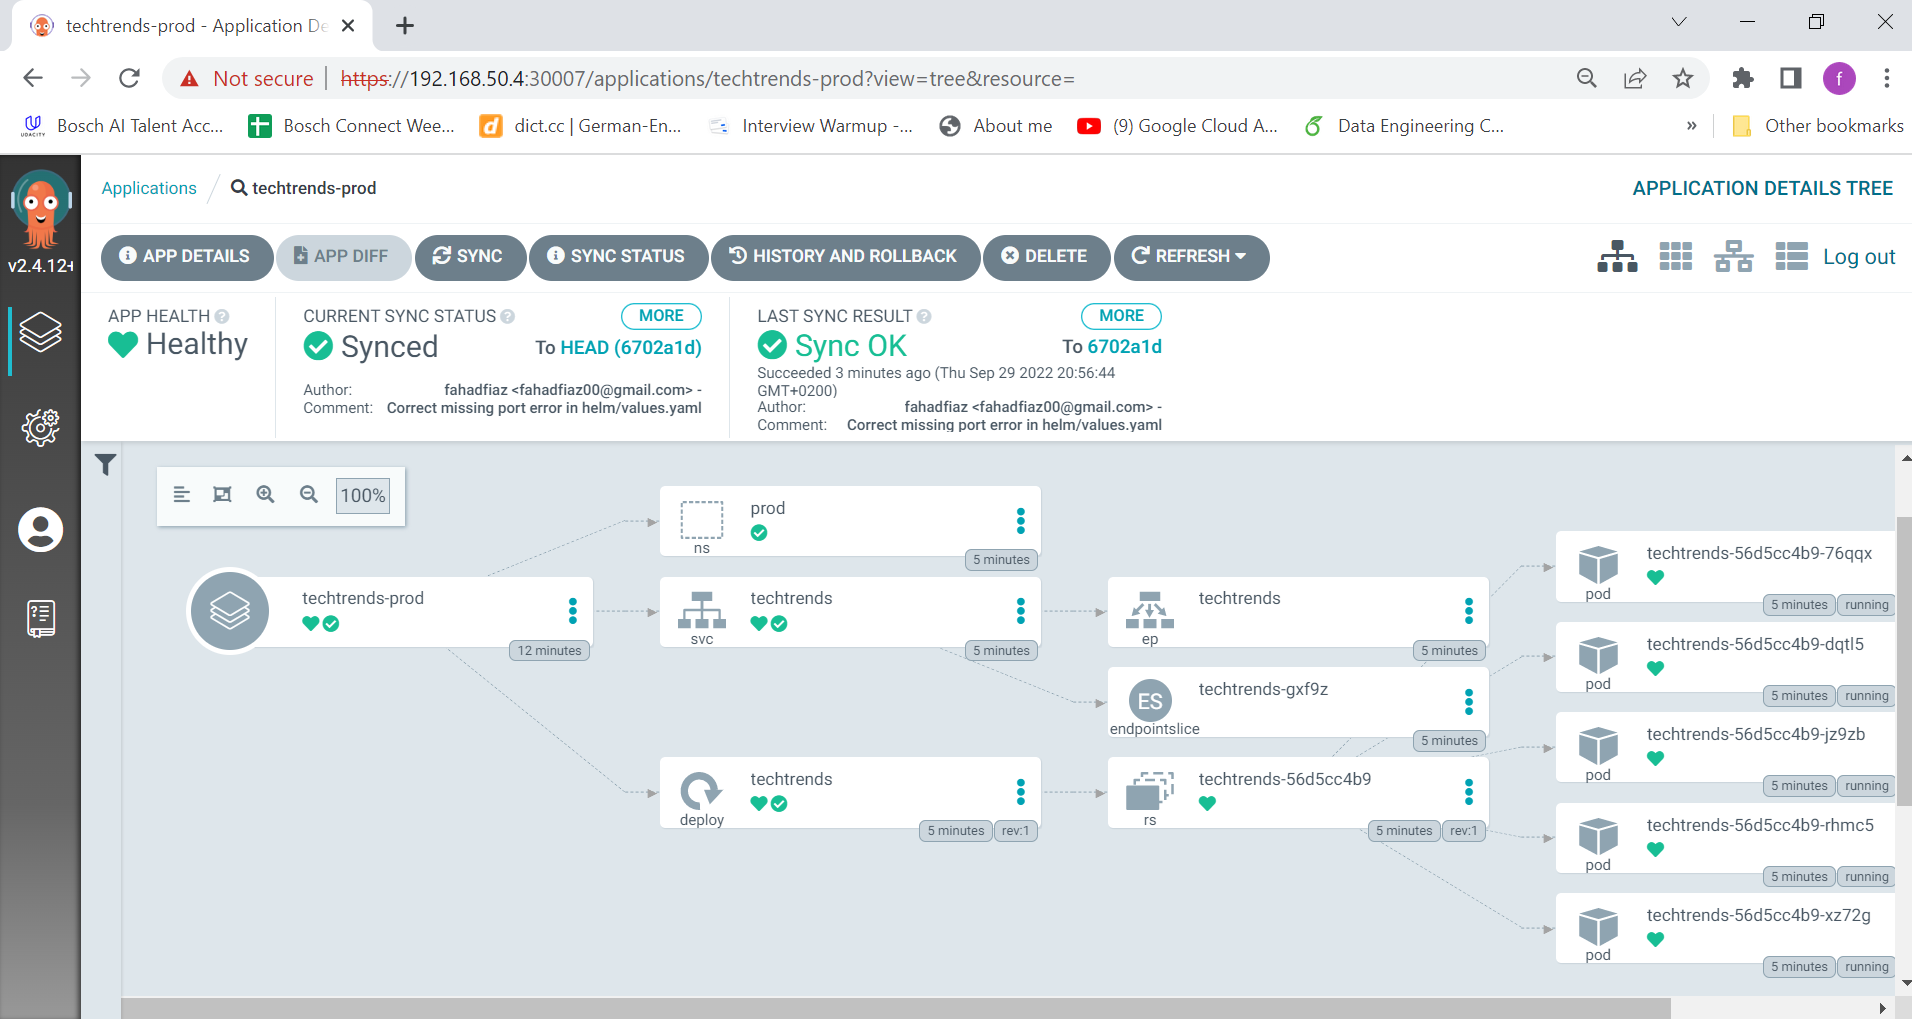 techtrends-prod - Application De
Not secure
https://192.168.50.4:30007/applications/techtrends-prod?view=tree&resource=
f
UDACITY
Bosch AI Talent Acc...
Bosch Connect Wee...
d
dict.cc | German-En...
Interview Warmup -...
About me
(9) Google Cloud A...
Data Engineering C...
»
Other bookmarks
v2.4.12+
Applications
techtrends-prod
APPLICATION DETAILS TREE
APP DETAILS
APP DIFF
SYNC
SYNC STATUS
HISTORY AND ROLLBACK
DELETE
REFRESH
Log out
APP HEALTH
Healthy
CURRENT SYNC STATUS
MORE
Synced
To HEAD (6702a1d)
Author: fahadfiaz <fahadfiaz00@gmail.com> -
Comment: Correct missing port error in helm/values.yaml
LAST SYNC RESULT
MORE
Sync OK
To 6702a1d
Succeeded 3 minutes ago (Thu Sep 29 2022 20:56:44
GMT+0200)
Author: fahadfiaz <fahadfiaz00@gmail.com> -
Comment: Correct missing port error in helm/values.yaml
100%
techtrends-prod
12 minutes
prod
ns
5 minutes
techtrends
svc
5 minutes
techtrends
deploy
5 minutes
rev:1
techtrends
ep
5 minutes
ES
techtrends-gxf9z
endpointslice
5 minutes
techtrends-56d5cc4b9
rs
5 minutes
rev:1
techtrends-56d5cc4b9-76qqx
pod
5 minutes
running
techtrends-56d5cc4b9-dqtl5
pod
5 minutes
running
techtrends-56d5cc4b9-jz9zb
pod
5 minutes
running
techtrends-56d5cc4b9-rhmc5
pod
5 minutes
running
techtrends-56d5cc4b9-xz72g
pod
5 minutes
running